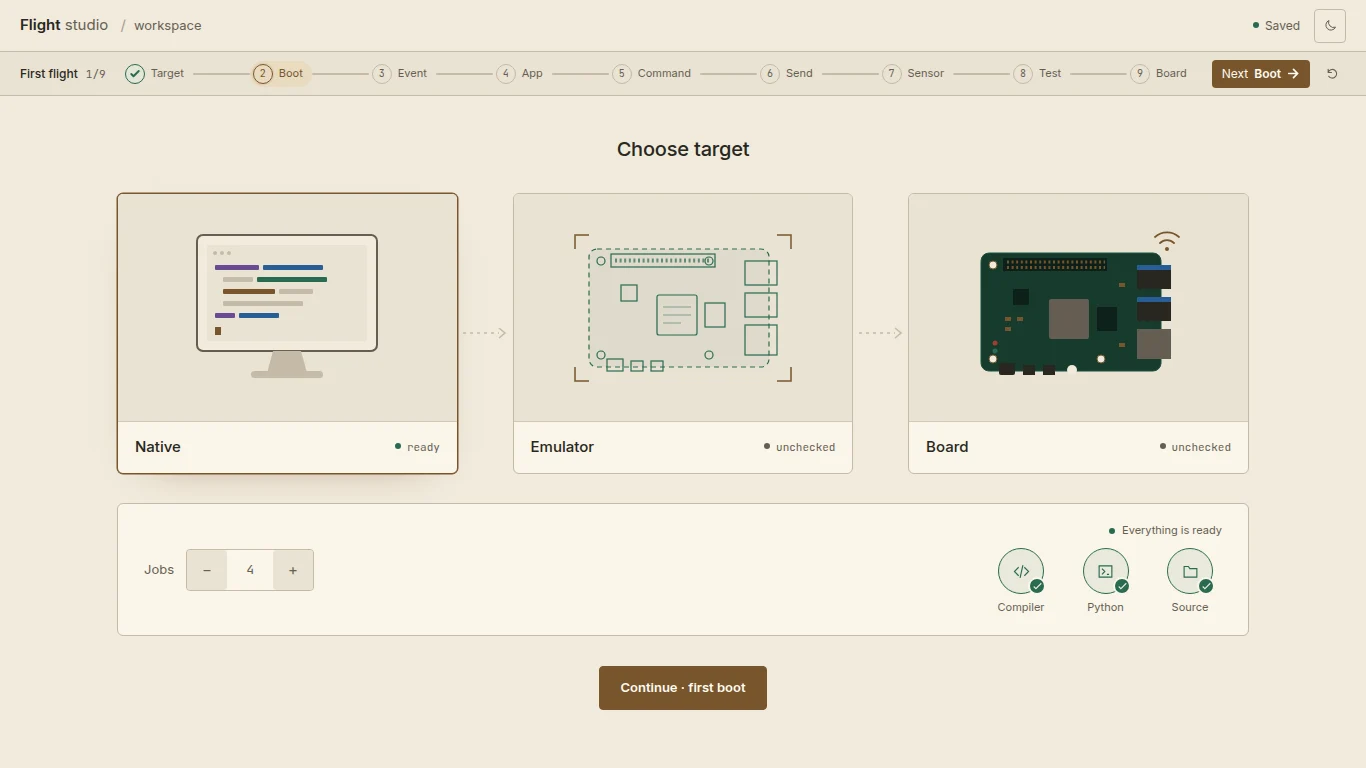 Flight studio / workspace
Saved
First flight 1/9
Target
2 Boot
3 Event
4 App
5 Command
6 Send
7 Sensor
8 Test
9 Board
Next Boot →
Choose target
Native
ready
Emulator
unchecked
Board
unchecked
Everything is ready
Jobs − 4 +
Compiler
Python
Source
Continue · first boot